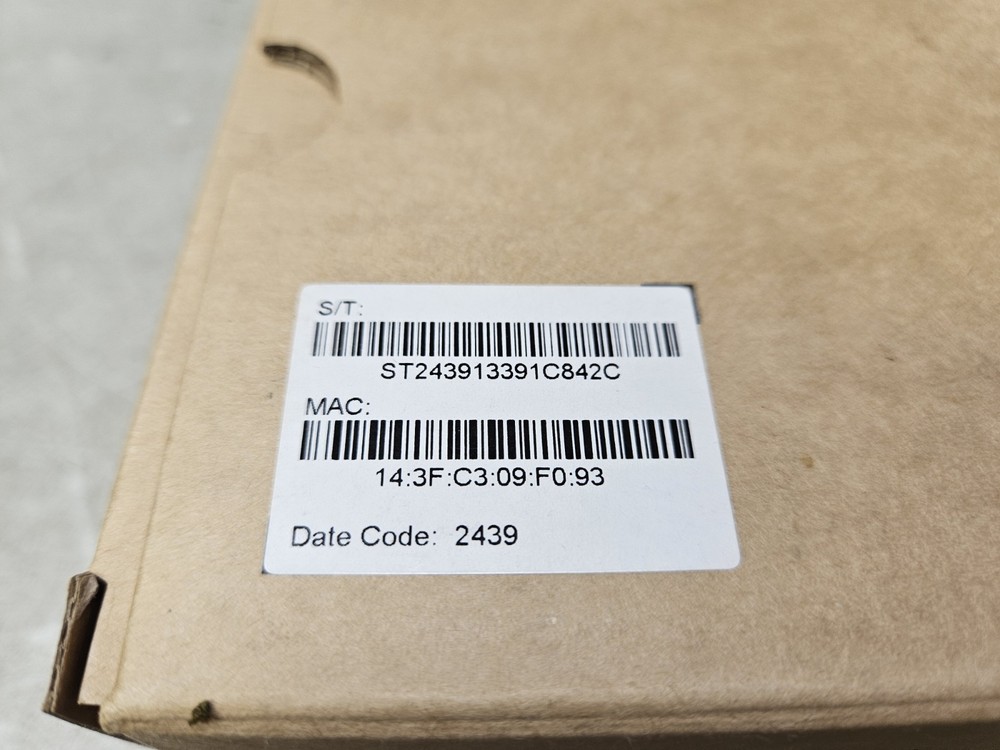 S/T:
ST243913391C842C
MAC:
14:3F:C3:09:F0:93
Date Code: 2439